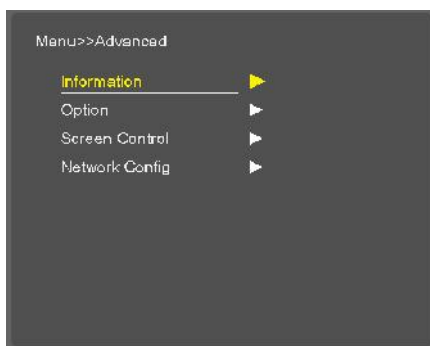 Menu>>Advanced
Information
Option
Screen Control
Network Config